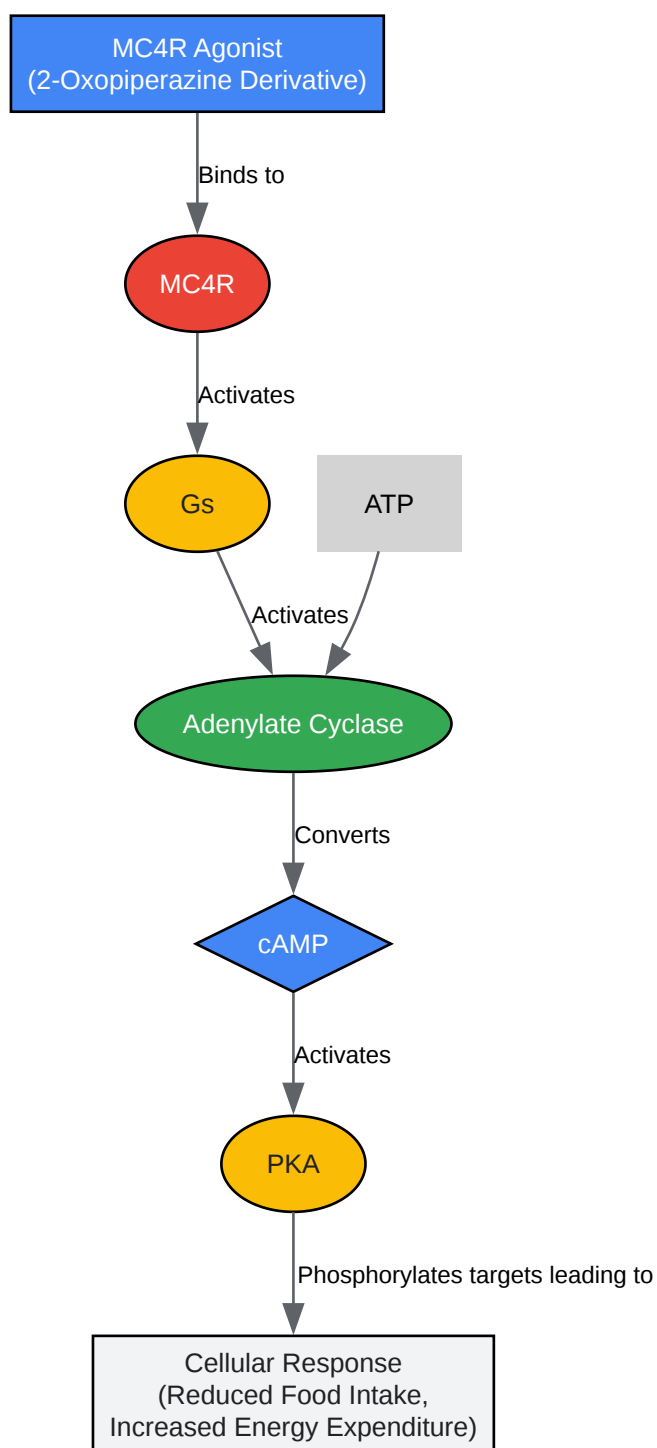 MC4R Agonist
(2-Oxopiperazine Derivative)
Binds to
MC4R
Activates
Gs
ATP
Activates
Adenylate Cyclase
Converts
cAMP
Activates
PKA
Phosphorylates targets leading to
Cellular Response
(Reduced Food Intake,
Increased Energy Expenditure)